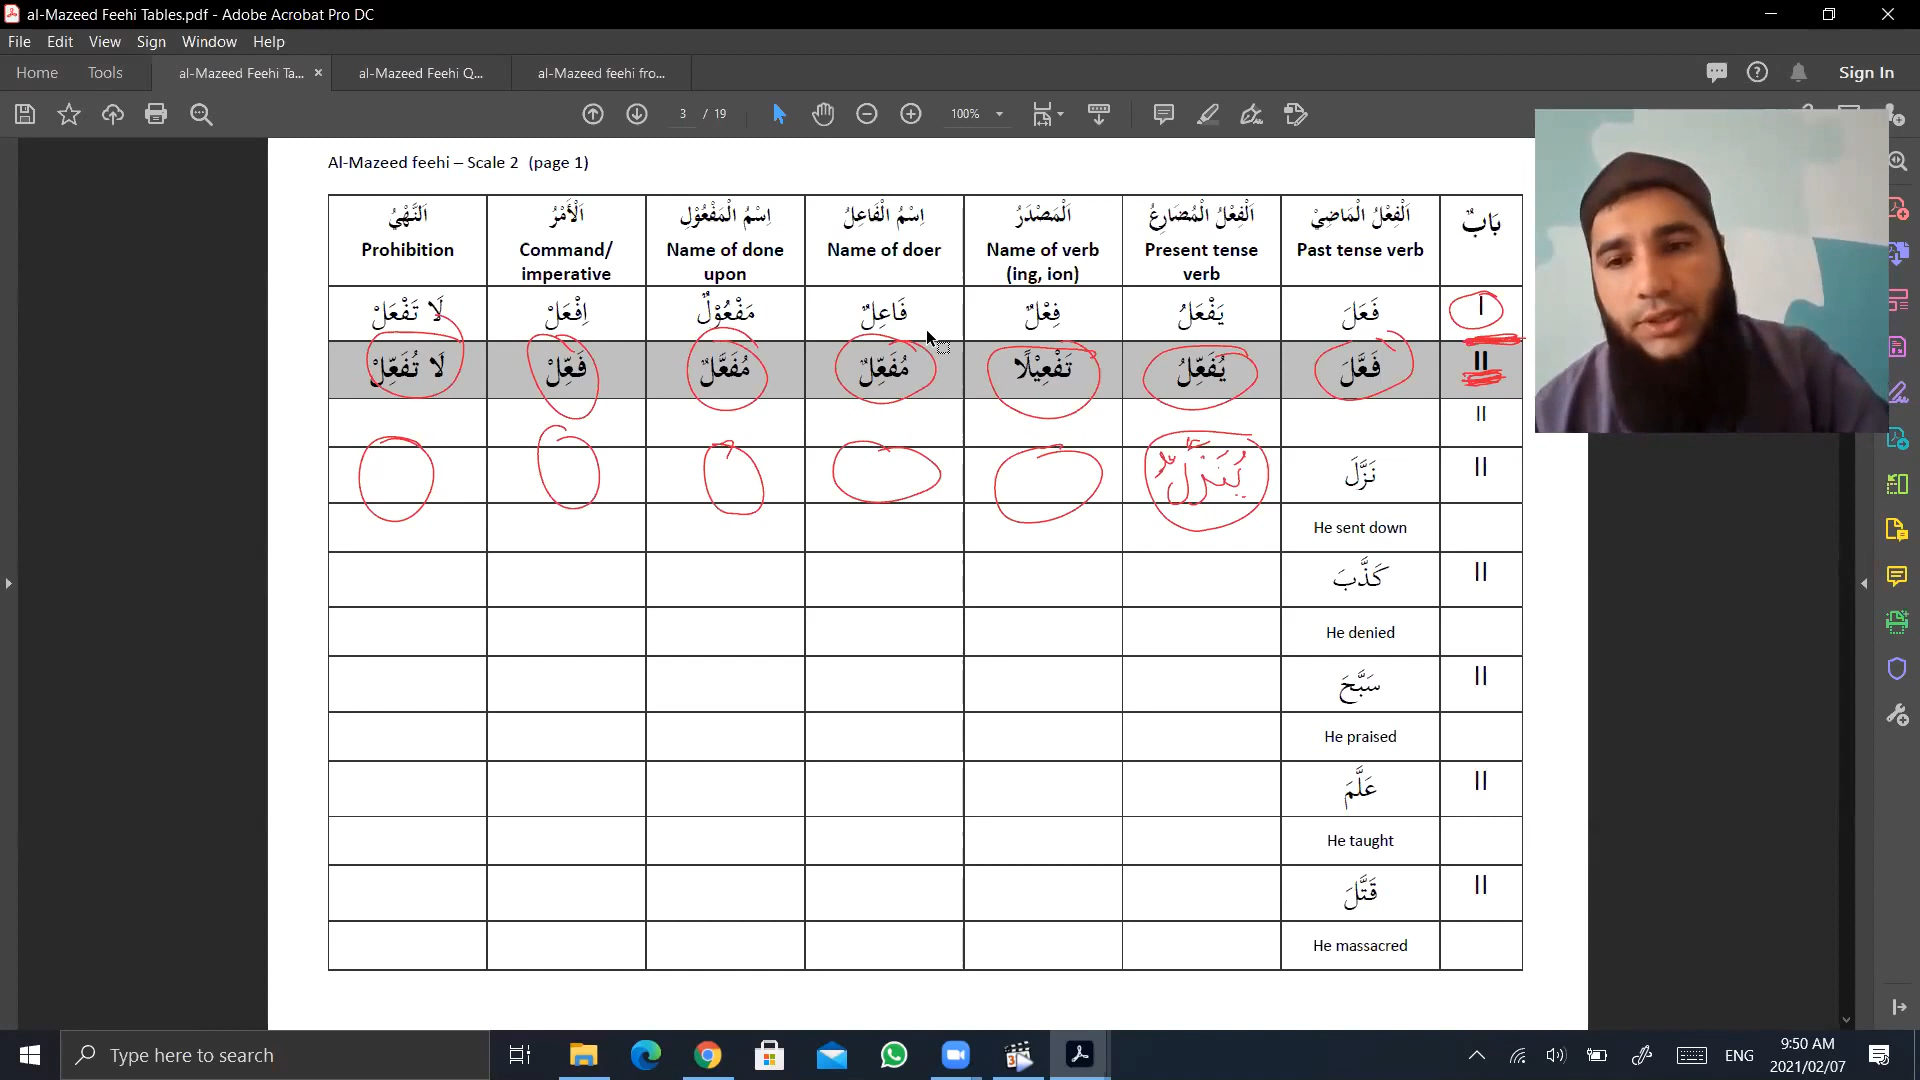 al-Mazeed Feehi Tables.pdf - Adobe Acrobat Pro DC
File Edit View Sign Window Help
Home Tools al-Mazeed Feehi Ta... × al-Mazeed Feehi Q... al-Mazeed feehi fro... Sign In
3 / 19 100%
Al-Mazeed feehi – Scale 2 (page 1)
بَابٌ اَلْفِعْلُ الْمَاضِيْ اَلْفِعْلُ الْمُضَارِعُ اَلْمَصْدَرُ اِسْمُ الْفَاعِلُ اِسْمُ الْمَفْعُوْلِ اَلْأَمْرُ اَلنَّهْيُ
Prohibition Command/ Name of done Name of doer Name of verb Present tense Past tense verb
imperative upon (ing, ion) verb
I فَعَلَ يَفْعَلُ فِعْلٌ فَاعِلٌ مَفْعُوْلٌ اِفْعَلْ لَا تَفْعَلْ
II فَعَّلَ يُفَعِّلُ تَفْعِيْلًا مُفَعِّلٌ مُفَعَّلٌ فَعِّلْ لَا تُفَعِّلْ
II
II نَزَّلَ يُنَزِّلُ
He sent down
II كَذَّبَ
He denied
II سَبَّحَ
He praised
II عَلَّمَ
He taught
II قَتَّلَ
He massacred
Type here to search
ENG
9:50 AM
2021/02/07